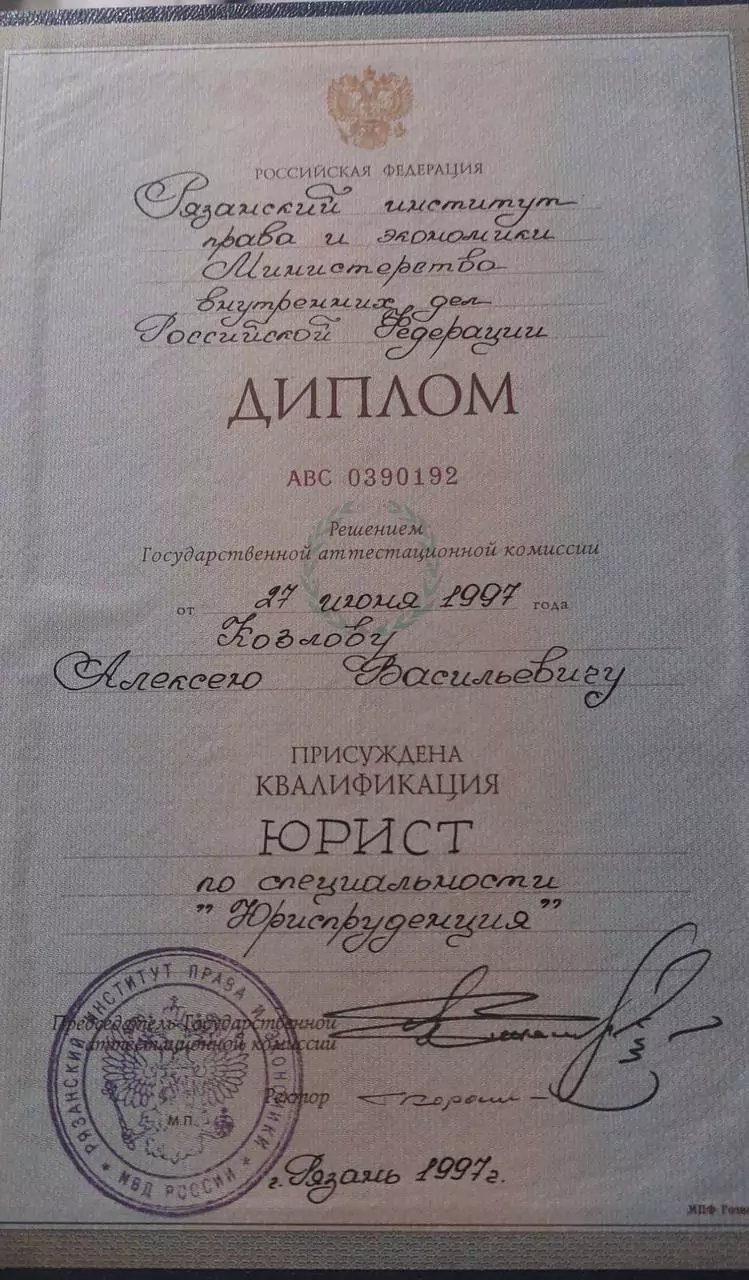 РОССИЙСКАЯ ФЕДЕРАЦИЯ
Рязанский институт
права и экономики
Министерства
внутренних дел
Российской Федерации
ДИПЛОМ
АВС 0390192
Решением
Государственной аттестационной комиссии
от 27 июня 1997 года
Козлову
Алексею Васильевичу
ПРИСУЖДЕНА
КВАЛИФИКАЦИЯ
ЮРИСТ
по специальности
"Юриспруденция"
Председатель Государственной
аттестационной комиссии
Ректор
М.П.
РЯЗАНСКИЙ ИНСТИТУТ ПРАВА И ЭКОНОМИКИ
* МВД РОССИИ *
г. Рязань 1997г.
МПФ